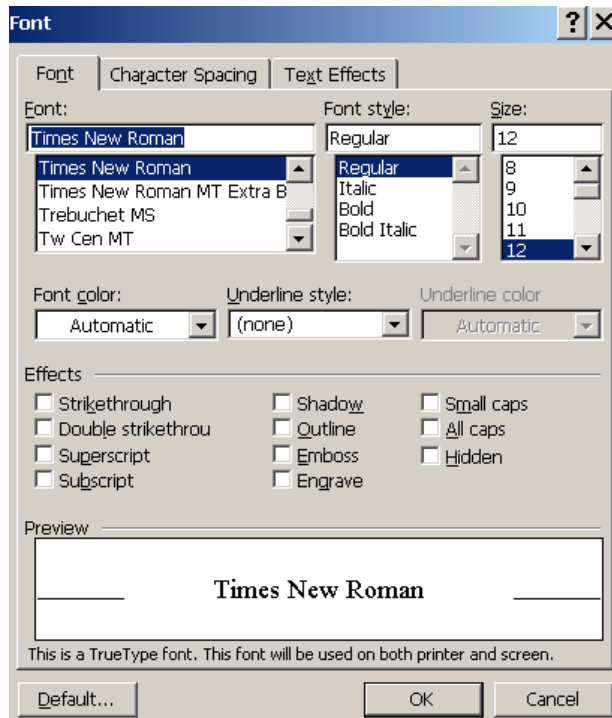 Font ? X
Font Character Spacing Text Effects
Font: Font style: Size:
Times New Roman Regular 12
Times New Roman Regular 8
Times New Roman MT Extra B Italic 9
Trebuchet MS Bold 10
Tw Cen MT Bold Italic 11
12
Font color: Underline style: Underline color
Automatic (none) Automatic
Effects
Strikethrough Shadow Small caps
Double strikethrou Outline All caps
Superscript Emboss Hidden
Subscript Engrave
Preview
Times New Roman
This is a TrueType font. This font will be used on both printer and screen.
Default... OK Cancel